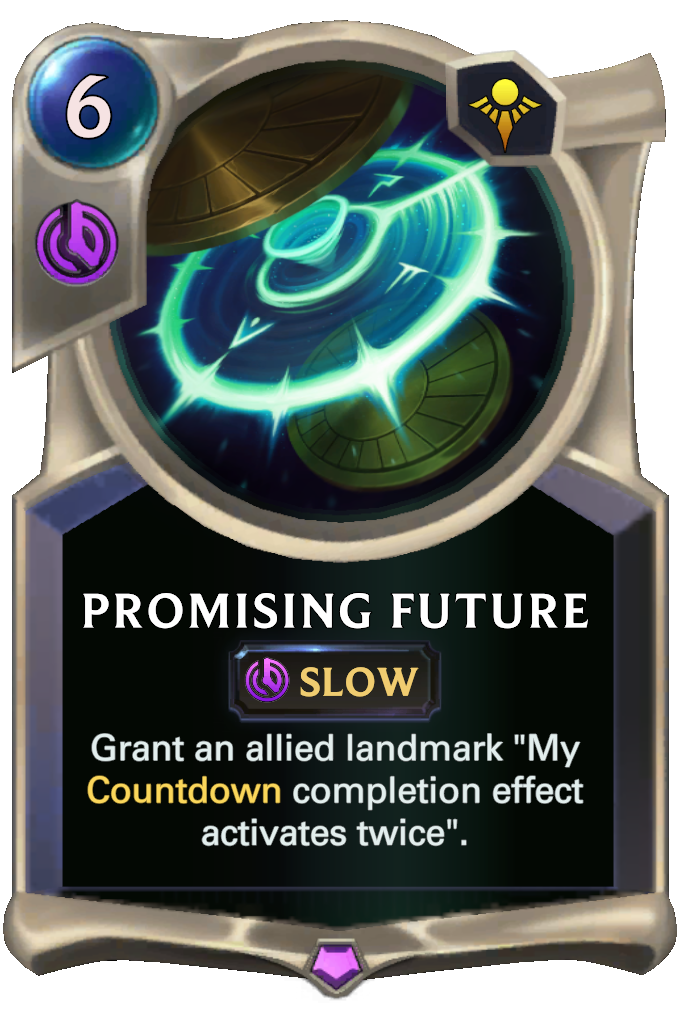 6
PROMISING FUTURE
SLOW
Grant an allied landmark "My
Countdown completion effect
activates twice".